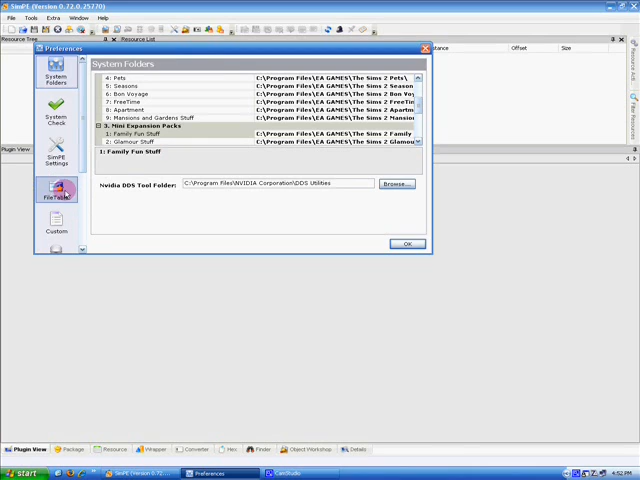 SimPE (Version 0.72.0.25770)
File Tools Extra Window Help
Resource Tree
Resource List
Offset
Size
Preferences
System Folders
System Folders
4: Pets C:\Program Files\EA GAMES\The Sims 2 Pets\
5: Seasons C:\Program Files\EA GAMES\The Sims 2 Season
6: Bon Voyage C:\Program Files\EA GAMES\The Sims 2 Bon Voy
7: FreeTime C:\Program Files\EA GAMES\The Sims 2 FreeTim
8: Apartment C:\Program Files\EA GAMES\The Sims 2 Apartm
9: Mansions and Gardens Stuff C:\Program Files\EA GAMES\The Sims 2 Mansio
3. Mini Expansion Packs
1: Family Fun Stuff C:\Program Files\EA GAMES\The Sims 2 Family
2: Glamour Stuff C:\Program Files\EA GAMES\The Sims 2 Glamou
1: Family Fun Stuff
System Check
SimPE Settings
FileTable
Custom
Nvidia DDS Tool Folder: C:\Program Files\NVIDIA Corporation\DDS Utilities Browse...
OK
Resource Acti
Filter Resources
Plugin View
Plugin View Package Resource Wrapper Converter Hex Finder Object Workshop Details
start
SimPE (Version 0.72.0...
Preferences
CamStudio
4:52 PM